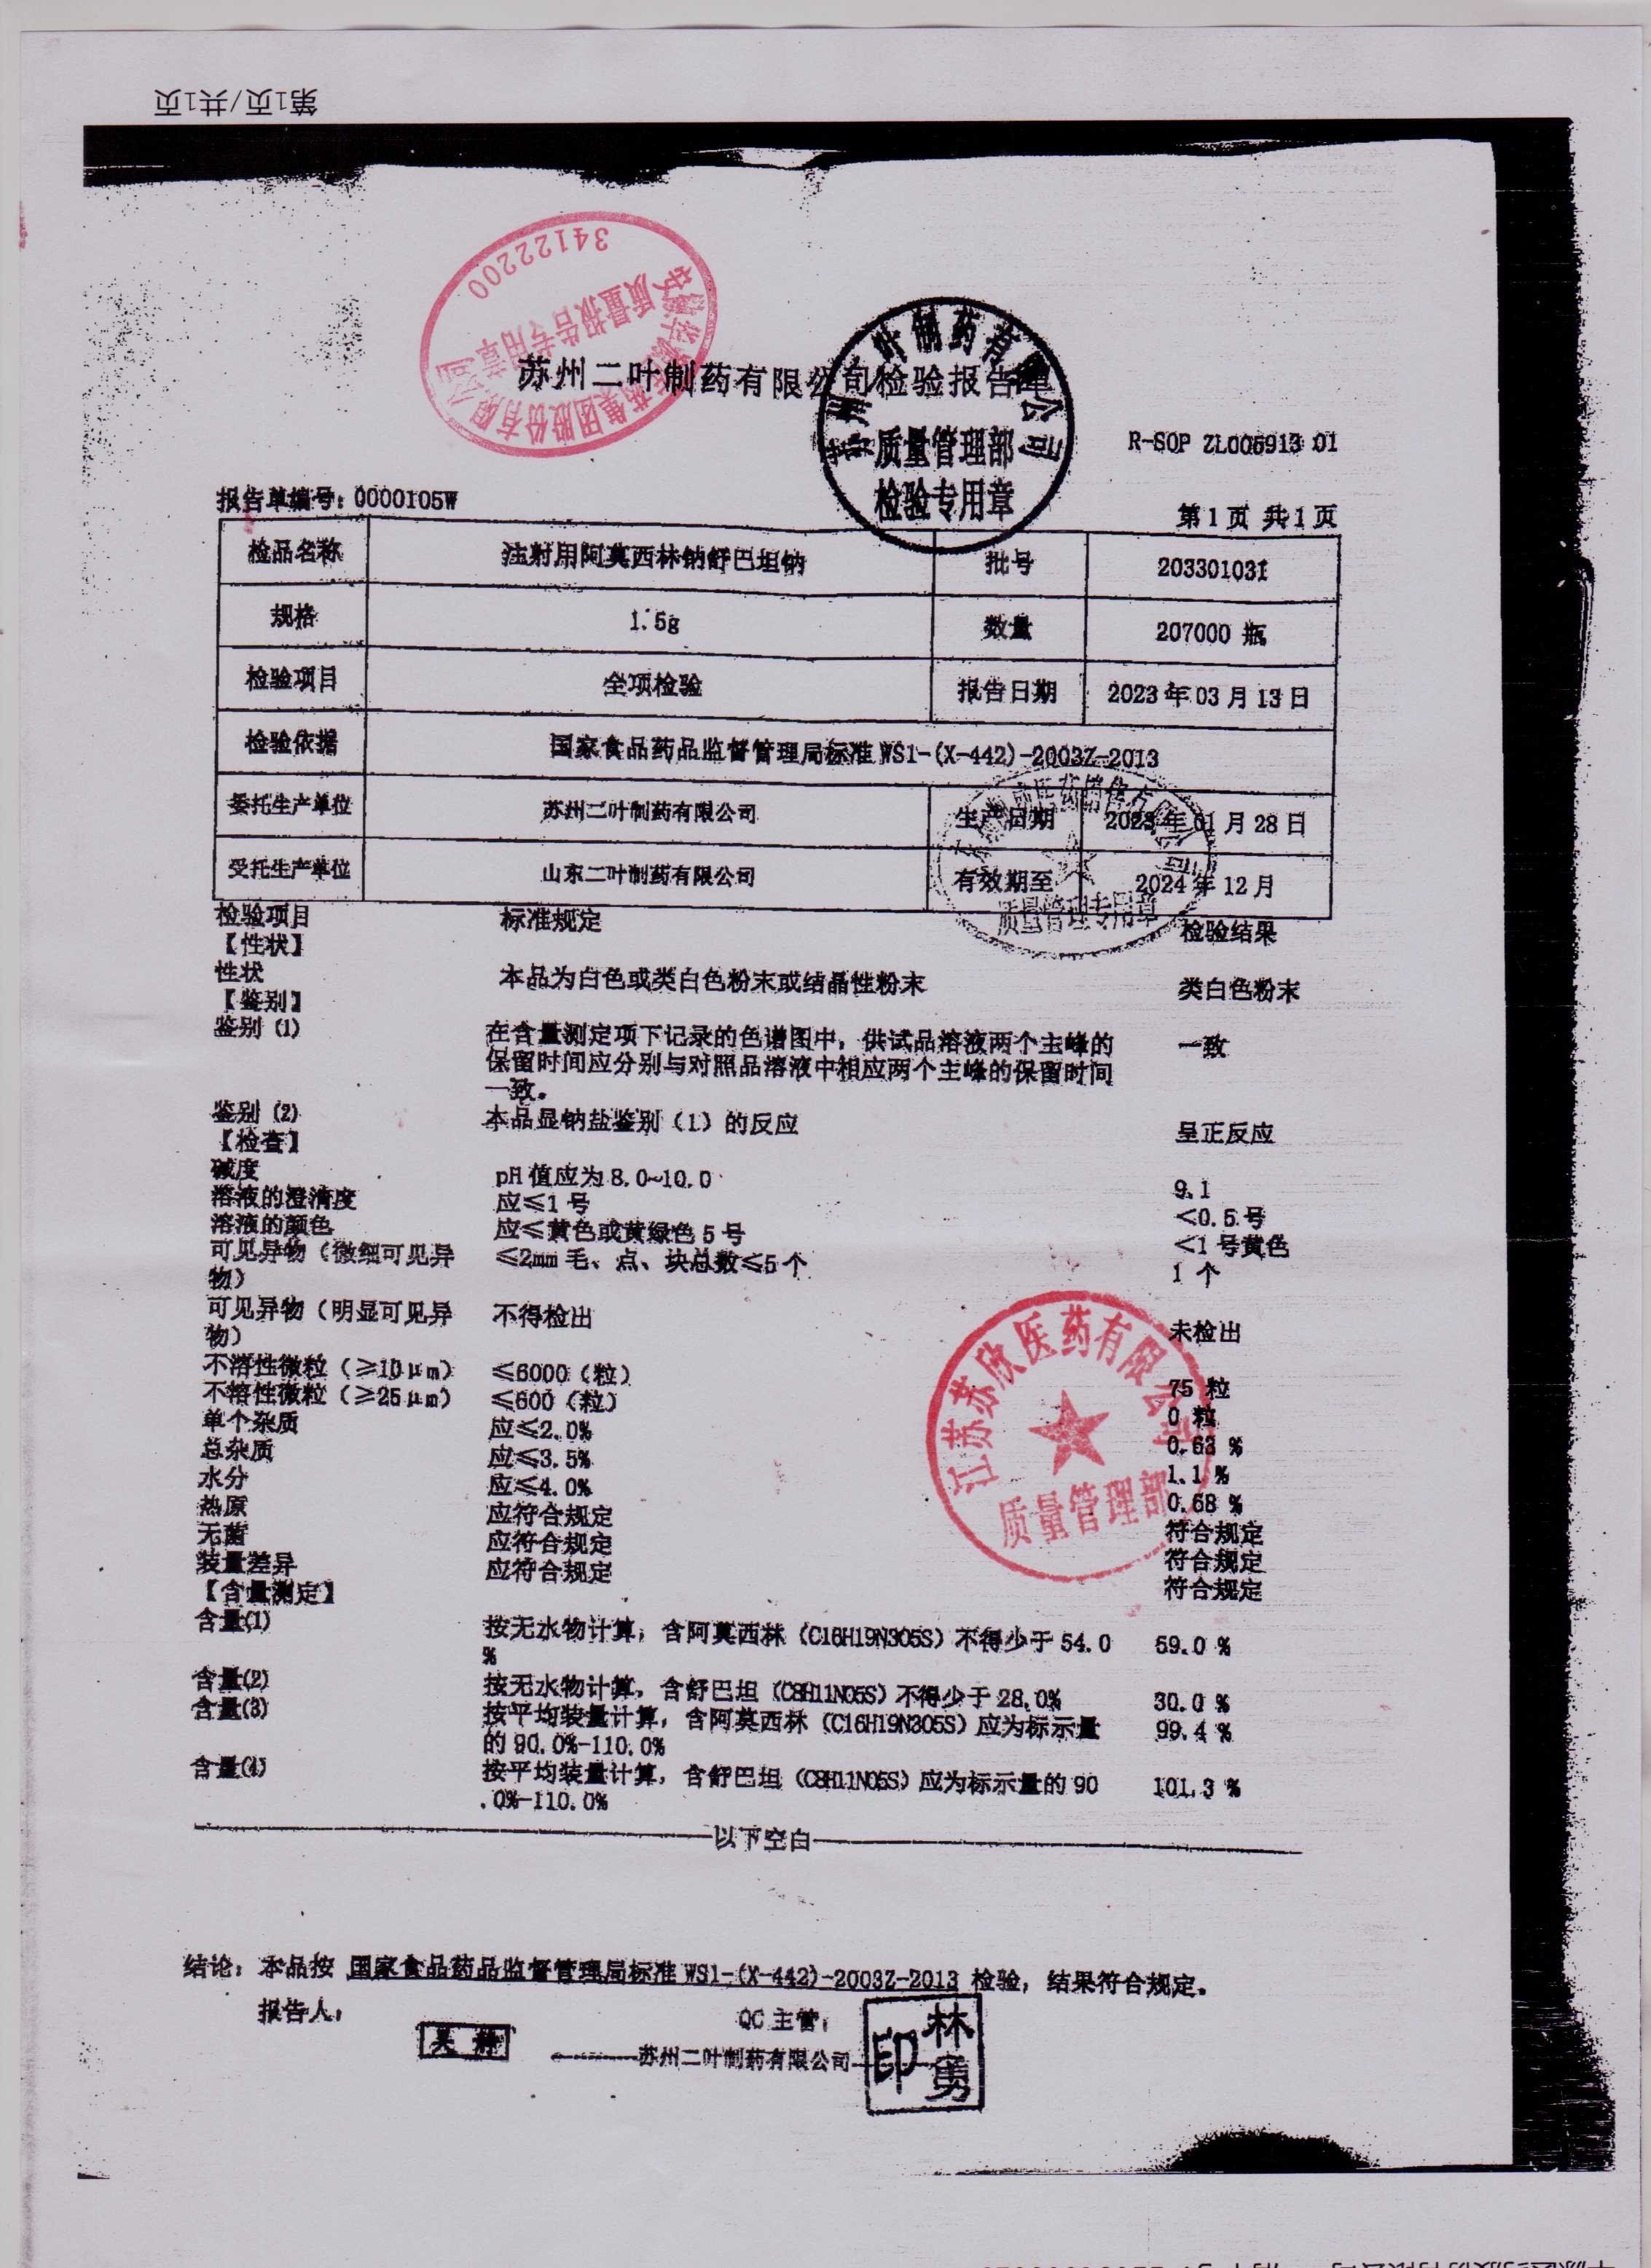 第1页/共1页
34122200
质量报告专用章
苏州二叶制药有限公司检验报告单
质量管理部
检验专用章
R-SOP ZL005913 01
报告单编号：0000105W
第 1 页 共 1 页
检品名称 注射用阿莫西林钠舒巴坦钠 批号 203301031
规格 1.5g 数量 207000 瓶
检验项目 全项检验 报告日期 2023 年 03 月 13 日
检验依据 国家食品药品监督管理局标准 WS1-(X-442)-2003Z-2013
委托生产单位 苏州二叶制药有限公司 生产日期 2023 年 01 月 28 日
受托生产单位 山东二叶制药有限公司 有效期至 2024 年 12 月
质量管理专用章
检验项目 标准规定 检验结果
【性状】
性状 本品为白色或类白色粉末或结晶性粉末 类白色粉末
【鉴别】
鉴别（1） 在含量测定项下记录的色谱图中，供试品溶液两个主峰的 一致
保留时间应分别与对照品溶液中相应两个主峰的保留时间
一致。
鉴别（2） 本品显钠盐鉴别（1）的反应 呈正反应
【检查】
碱度 pH 值应为 8.0~10.0 9.1
溶液的澄清度 应≤1 号 <0.5 号
溶液的颜色 应≤黄色或黄绿色 5 号 <1 号黄色
可见异物（微细可见异 ≤2mm 毛、点、块总数≤5 个 1 个
物）
可见异物（明显可见异 不得检出 未检出
物）
不溶性微粒（≥10μm） ≤6000（粒） 75 粒
不溶性微粒（≥25μm） ≤600（粒） 0 粒
单个杂质 应≤2.0% 0.63 %
总杂质 应≤3.5% 1.1 %
水分 应≤4.0% 0.68 %
热原 应符合规定 符合规定
无菌 应符合规定 符合规定
装量差异 应符合规定 符合规定
江苏苏欣医药有限公司
质量管理部
【含量测定】
含量(1) 按无水物计算，含阿莫西林（C16H19N3O5S）不得少于 54.0 59.0 %
%
含量(2) 按无水物计算，含舒巴坦（C8H11NO5S）不得少于 28.0% 30.0 %
含量(3) 按平均装量计算，含阿莫西林（C16H19N3O5S）应为标示量 99.4 %
的 90.0%-110.0%
含量(4) 按平均装量计算，含舒巴坦（C8H11NO5S）应为标示量的 90 101.3 %
.0%-110.0%
以下空白
结论：本品按 国家食品药品监督管理局标准 WS1-(X-442)-2003Z-2013 检验，结果符合规定。
报告人： QC 主管：
苏州二叶制药有限公司
林勇印